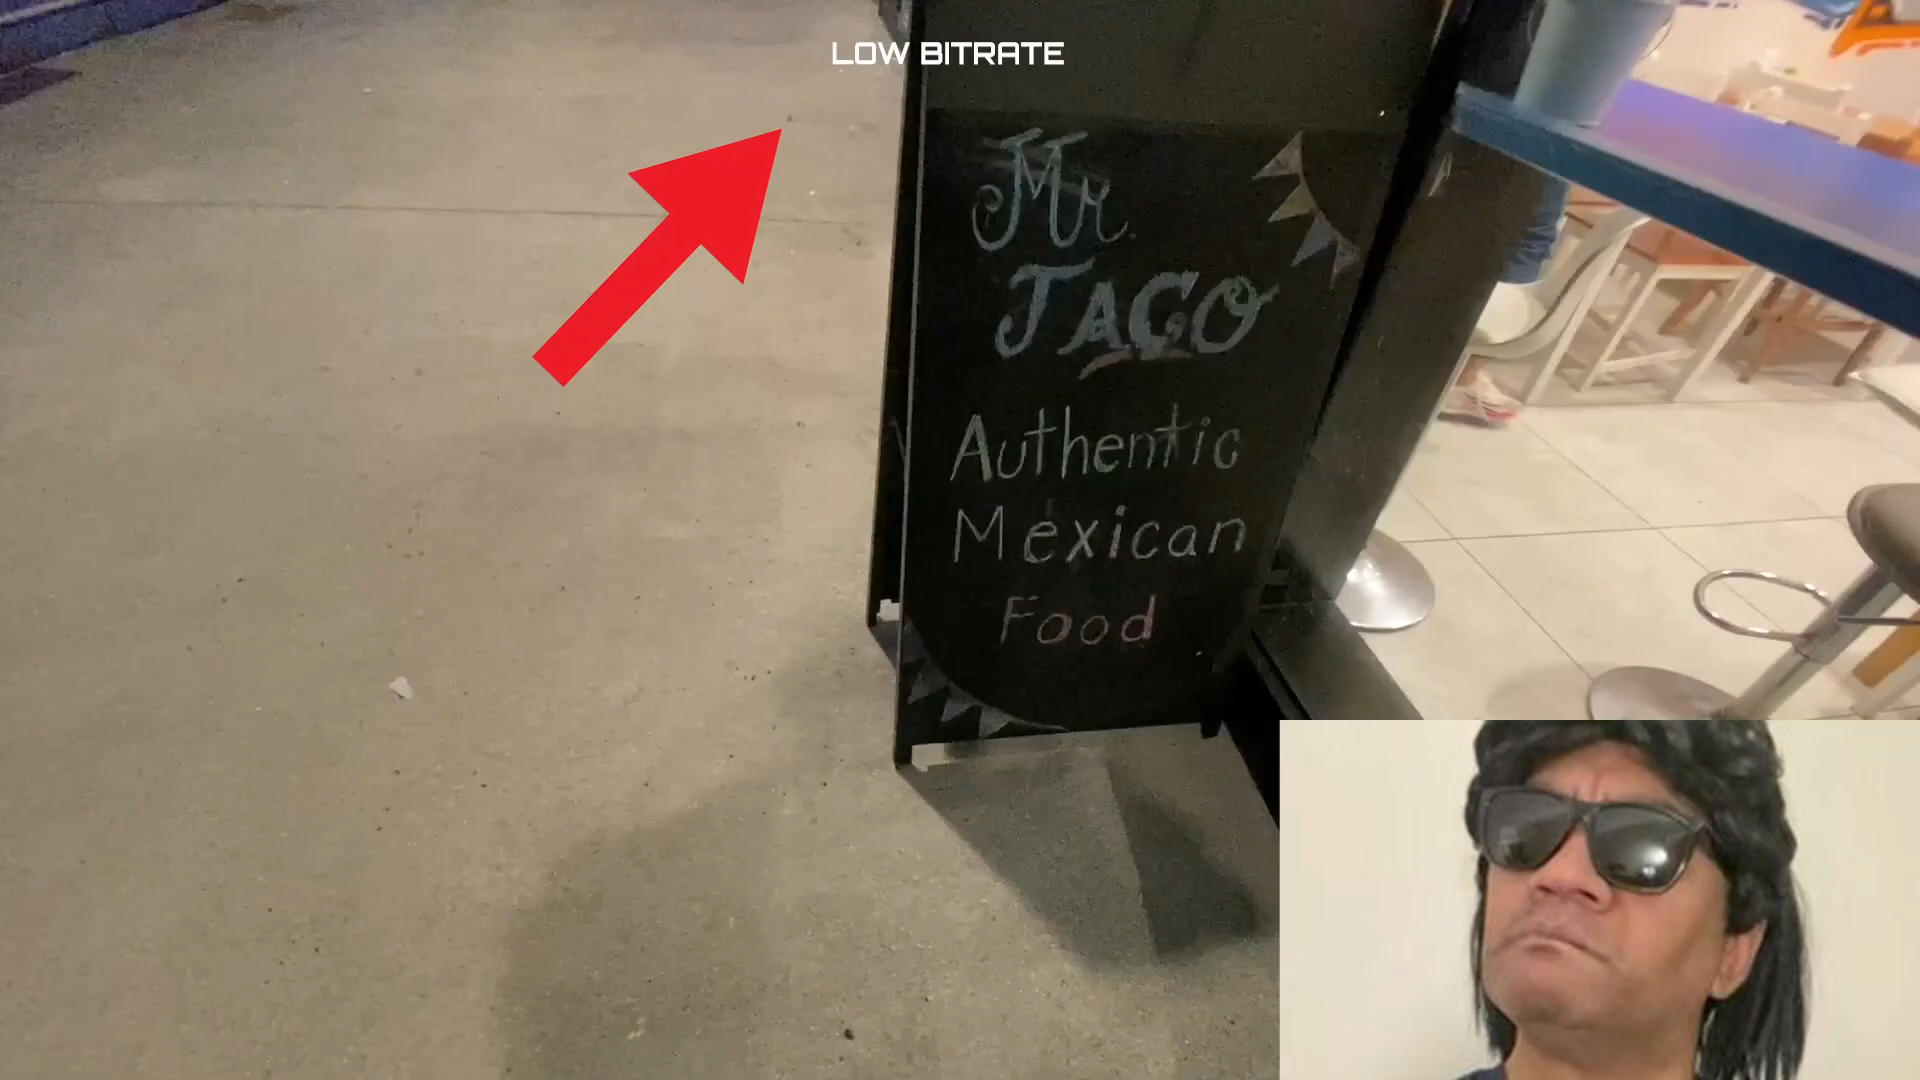 LOW BITRATE
Mr.
TACO
Authentic
Mexican
Food